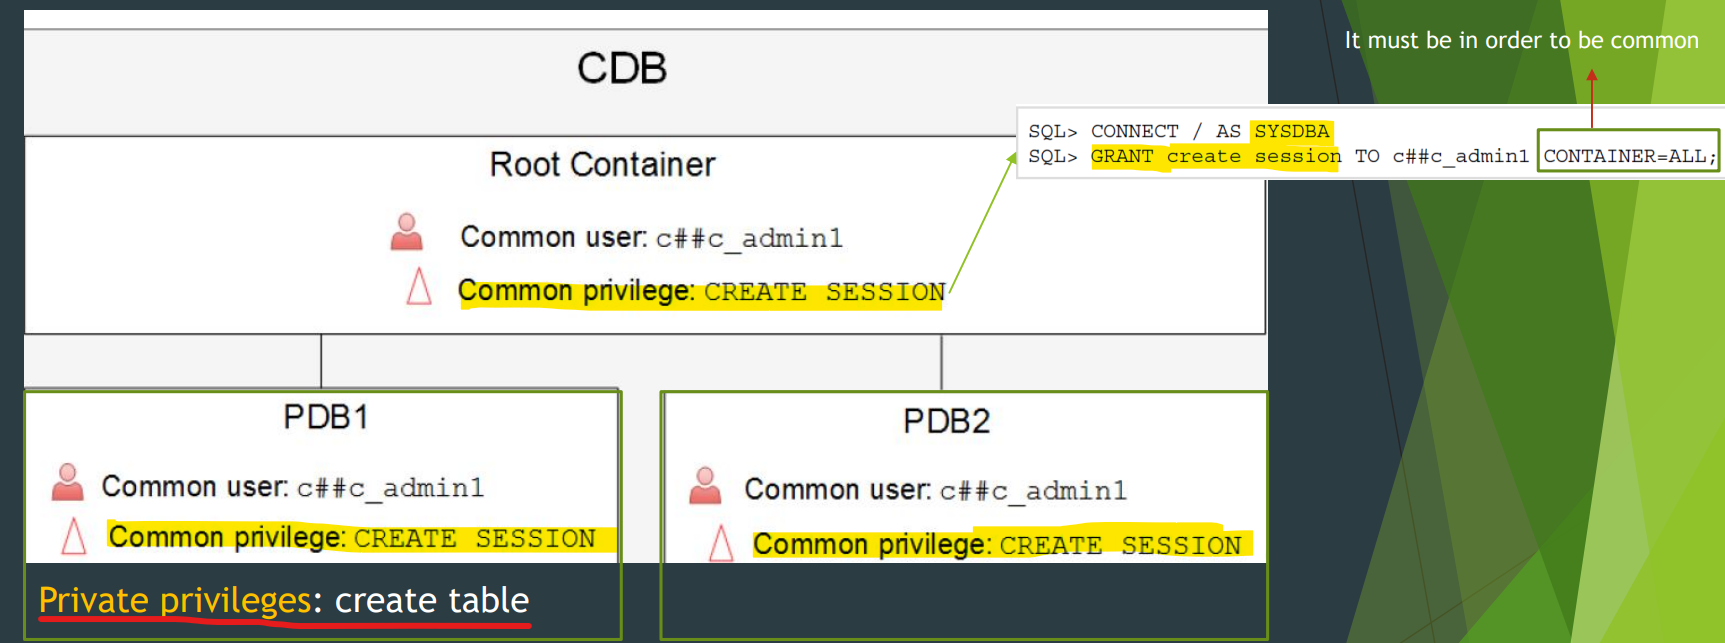 CDB
It must be in order to be common
SQL> CONNECT / AS SYSDBA
SQL> GRANT create session TO c##c_admin1 CONTAINER=ALL;
Root Container
Common user: c##c_admin1
Common privilege: CREATE SESSION
PDB1
Common user: c##c_admin1
Common privilege: CREATE SESSION
Private privileges: create table
PDB2
Common user: c##c_admin1
Common privilege: CREATE SESSION